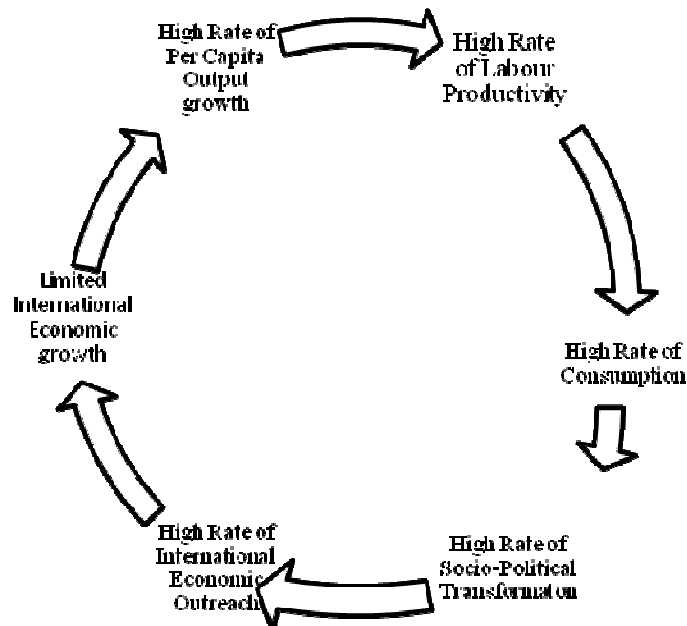 High Rate of
Per Capita
Output
growth
High Rate
of Labour
Productivity
High Rate of
Consumption
High Rate of
Socio-Political
Transformaton
High Rate of
International
Economic
Outreach
Limited
International
Economic
growth